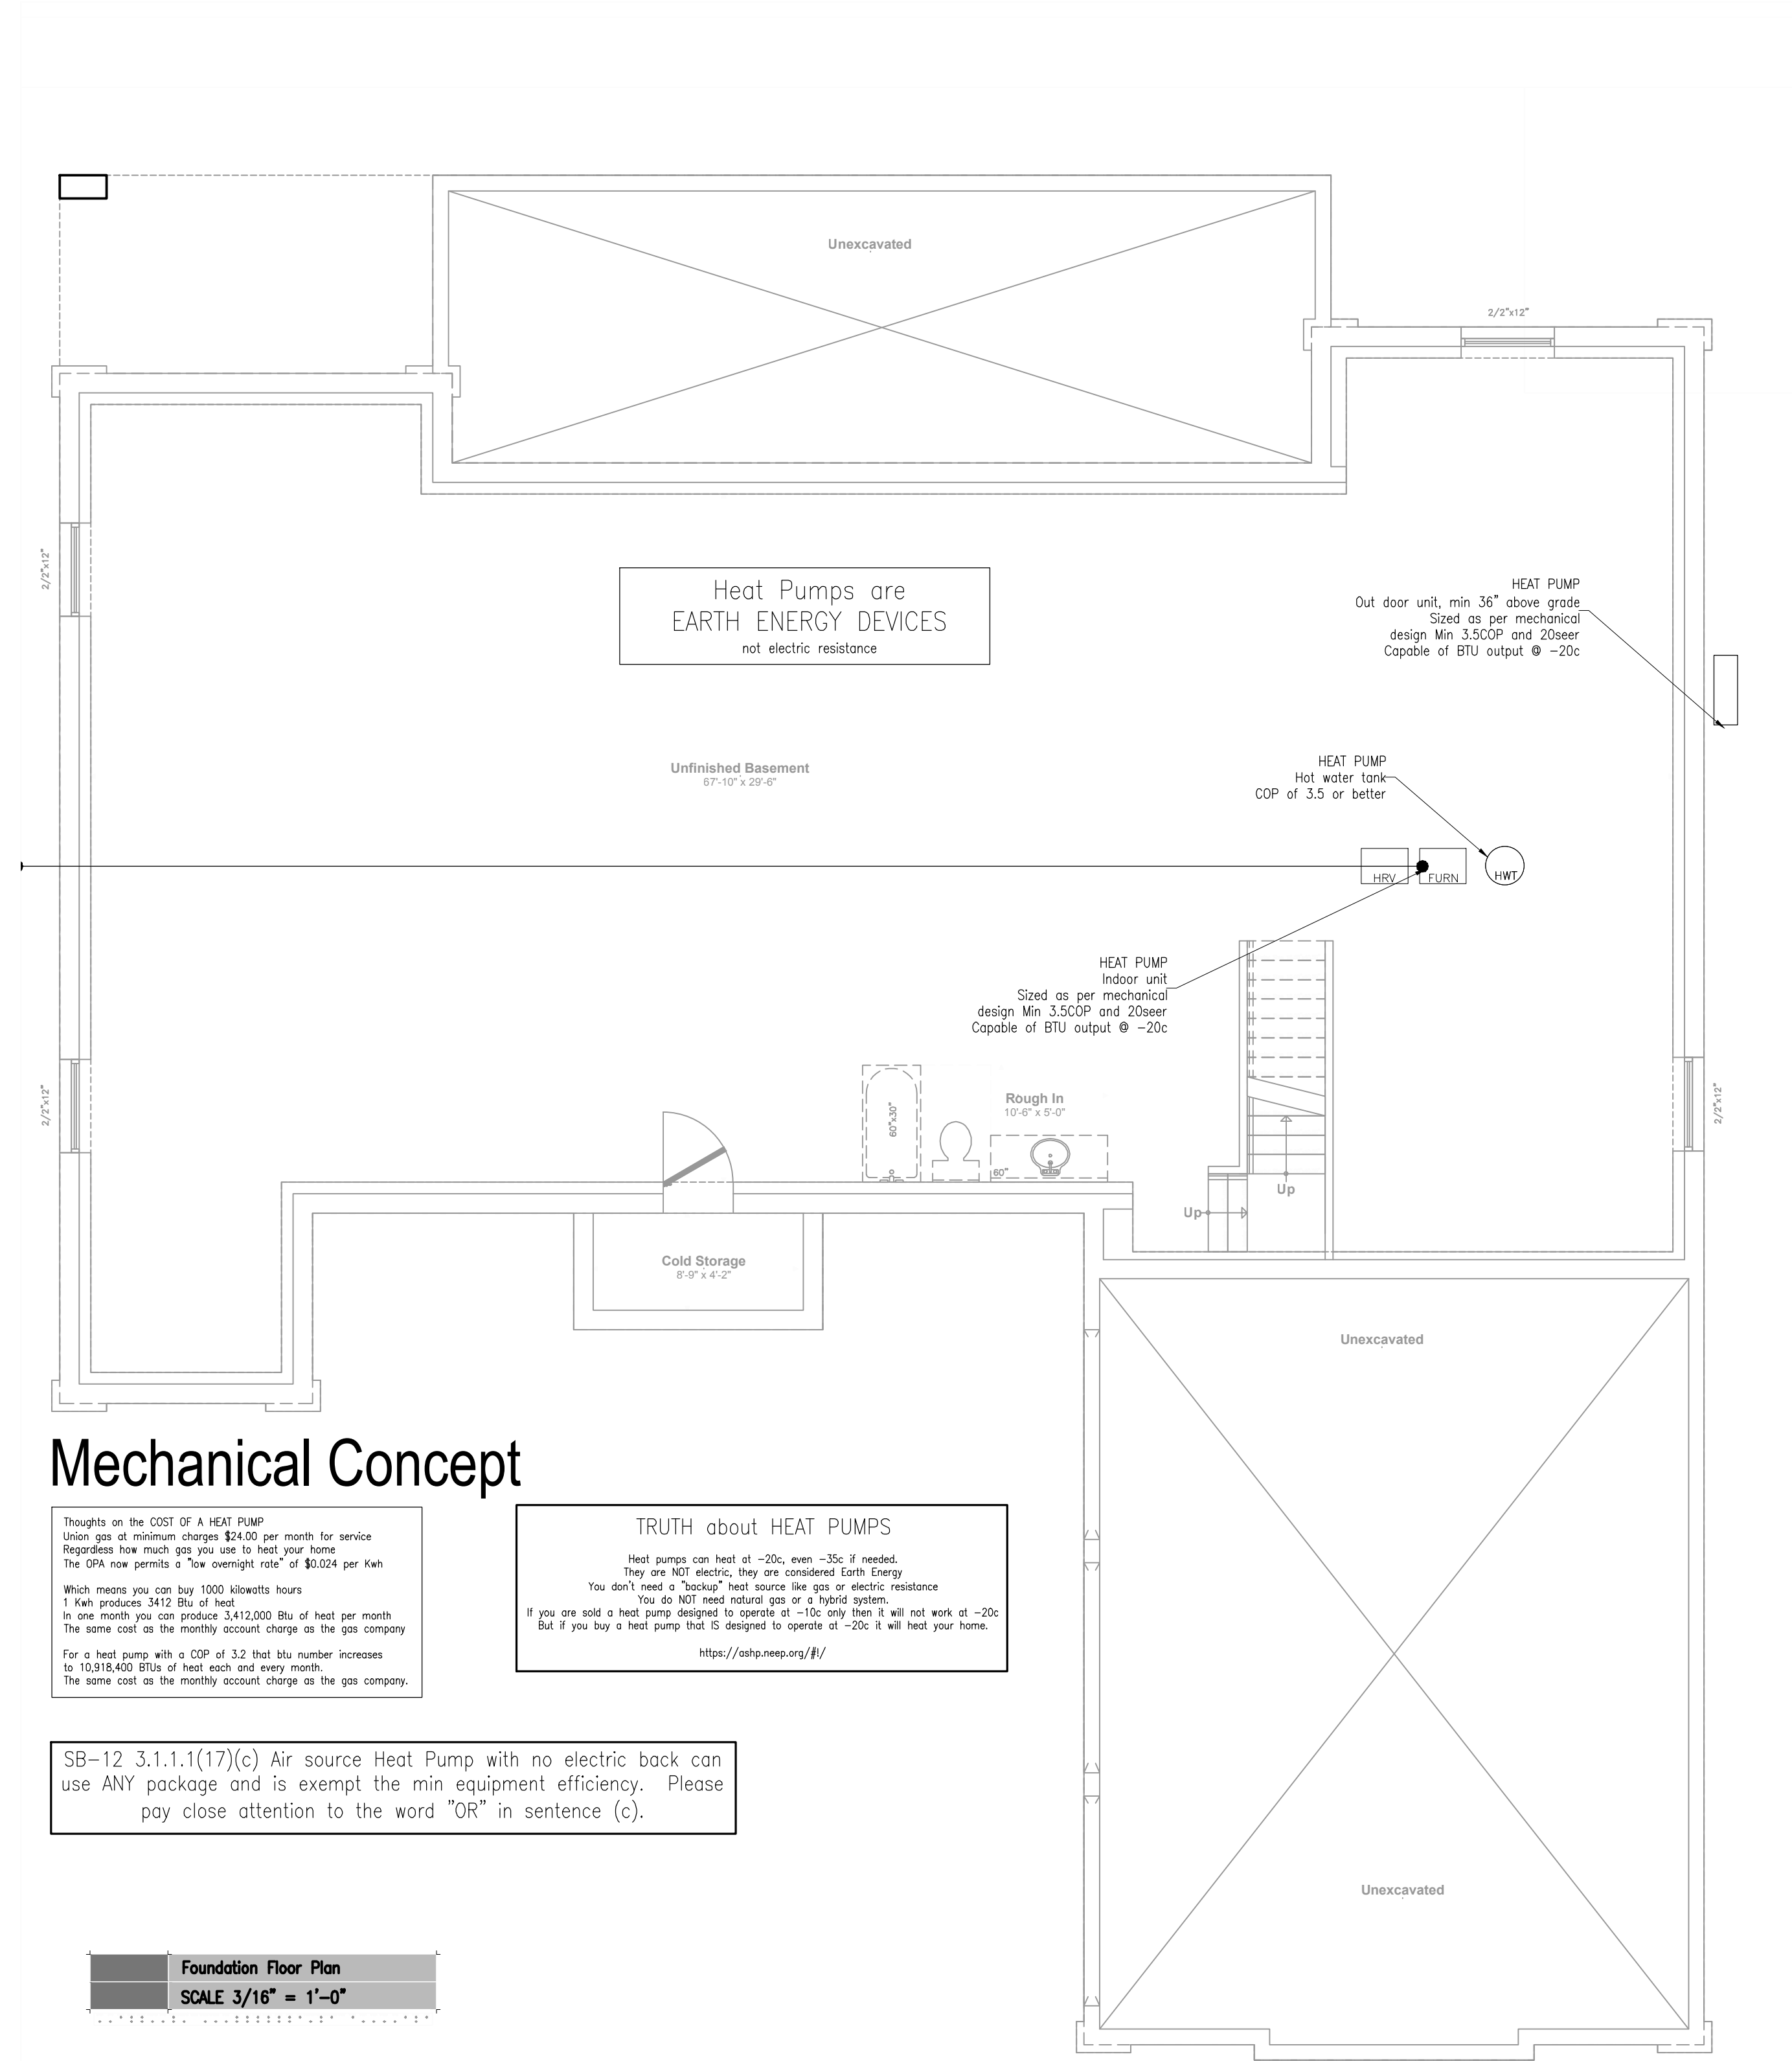 Unexcavated
2/2"x12"
2/2"x12"
Heat Pumps are
EARTH ENERGY DEVICES
not electric resistance
HEAT PUMP
Out door unit, min 36" above grade
Sized as per mechanical
design Min 3.5COP and 20seer
Capable of BTU output @ -20c
Unfinished Basement
67'-10" x 29'-6"
HEAT PUMP
Hot water tank
COP of 3.5 or better
HRV
FURN
HWT
HEAT PUMP
Indoor unit
Sized as per mechanical
design Min 3.5COP and 20seer
Capable of BTU output @ -20c
2/2"x12"
60"x30"
Rough In
10'-6" x 5'-0"
60"
2/2"x12"
Up
Up
Cold Storage
8'-9" x 4'-2"
Unexcavated
Mechanical Concept
Thoughts on the COST OF A HEAT PUMP
Union gas at minimum charges $24.00 per month for service
Regardless how much gas you use to heat your home
The OPA now permits a "low overnight rate" of $0.024 per Kwh
Which means you can buy 1000 kilowatts hours
1 Kwh produces 3412 Btu of heat
In one month you can produce 3,412,000 Btu of heat per month
The same cost as the monthly account charge as the gas company
For a heat pump with a COP of 3.2 that btu number increases
to 10,918,400 BTUs of heat each and every month.
The same cost as the monthly account charge as the gas company.
TRUTH about HEAT PUMPS
Heat pumps can heat at -20c, even -35c if needed.
They are NOT electric, they are considered Earth Energy
You don't need a "backup" heat source like gas or electric resistance
You do NOT need natural gas or a hybrid system.
If you are sold a heat pump designed to operate at -10c only then it will not work at -20c
But if you buy a heat pump that IS designed to operate at -20c it will heat your home.
https://ashp.neep.org/#!/
SB-12 3.1.1.1(17)(c) Air source Heat Pump with no electric back can
use ANY package and is exempt the min equipment efficiency. Please
pay close attention to the word "OR" in sentence (c).
Unexcavated
Foundation Floor Plan
SCALE 3/16" = 1'-0"